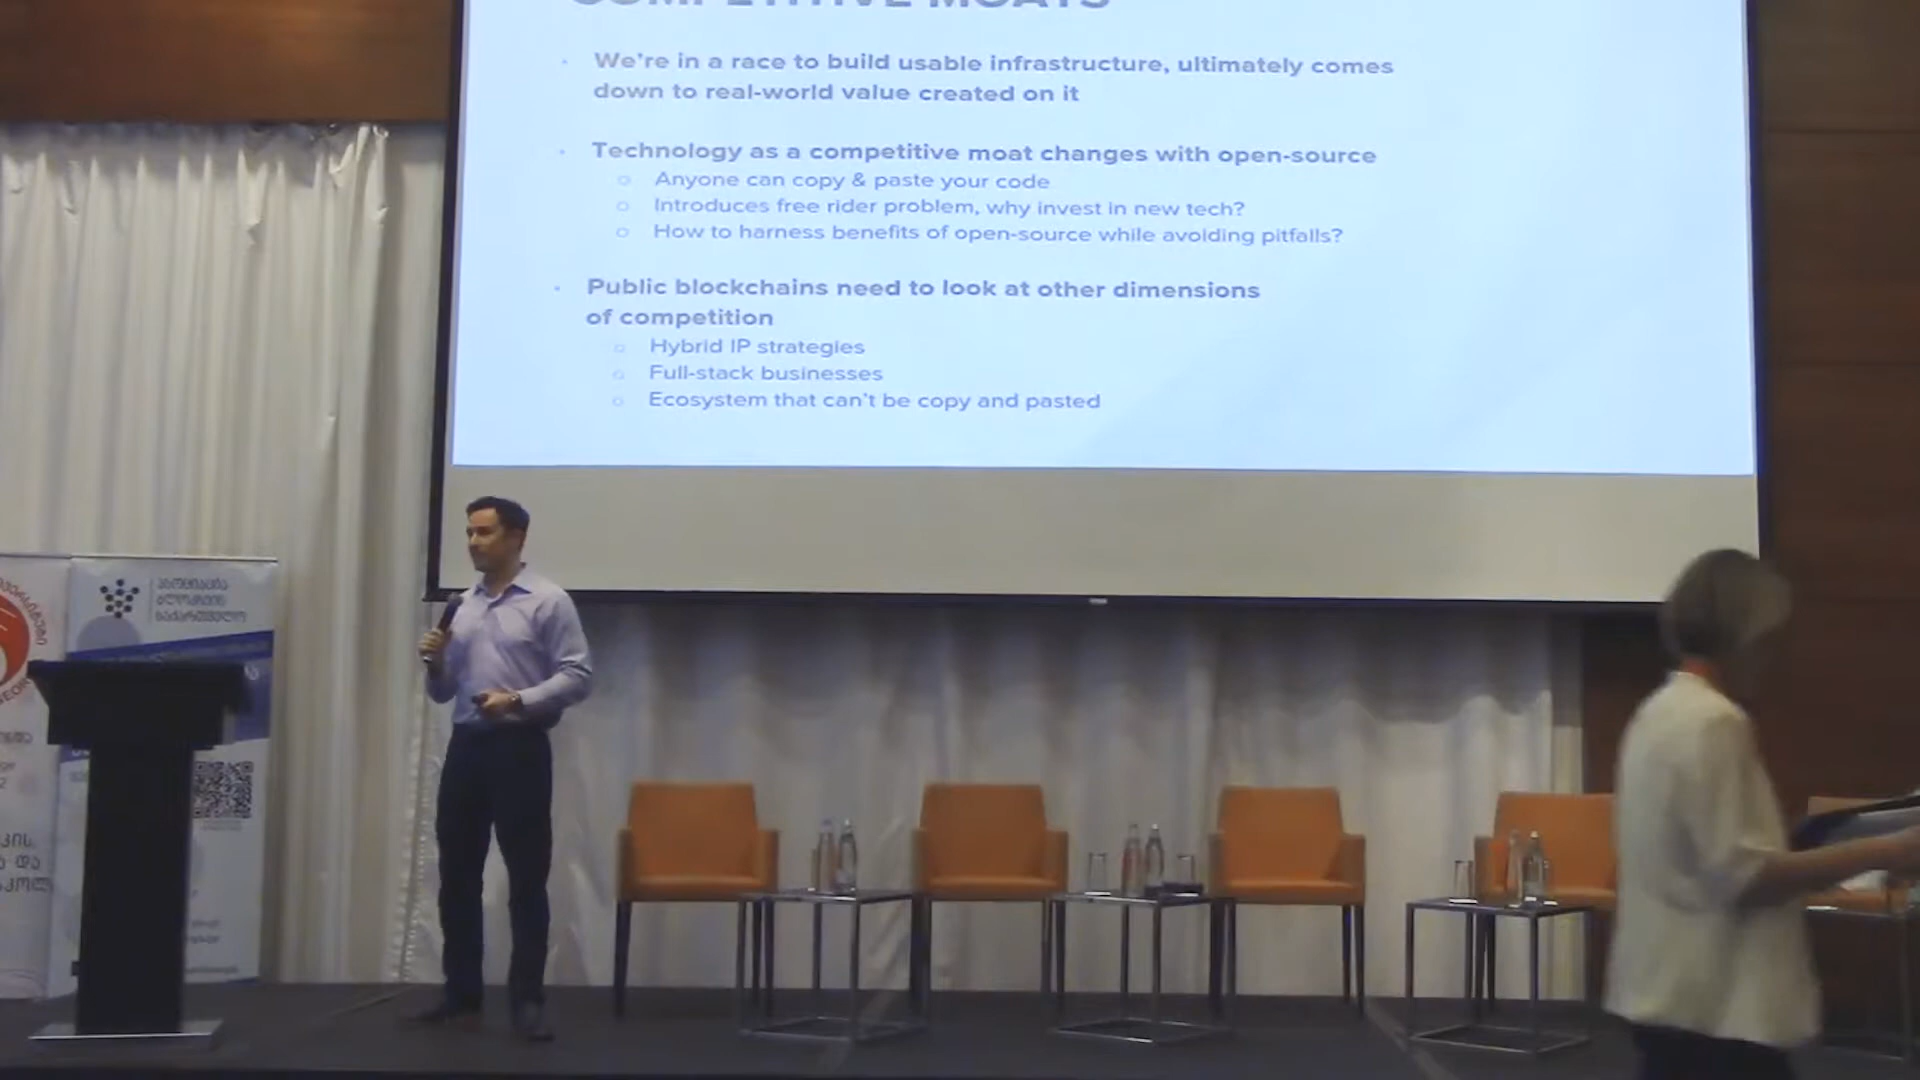 COMPETITIVE MOATS
We're in a race to build usable infrastructure, ultimately comes
down to real-world value created on it
Technology as a competitive moat changes with open-source
Anyone can copy & paste your code
Introduces free rider problem, why invest in new tech?
How to harness benefits of open-source while avoiding pitfalls?
Public blockchains need to look at other dimensions
of competition
Hybrid IP strategies
Full-stack businesses
Ecosystem that can't be copy and pasted